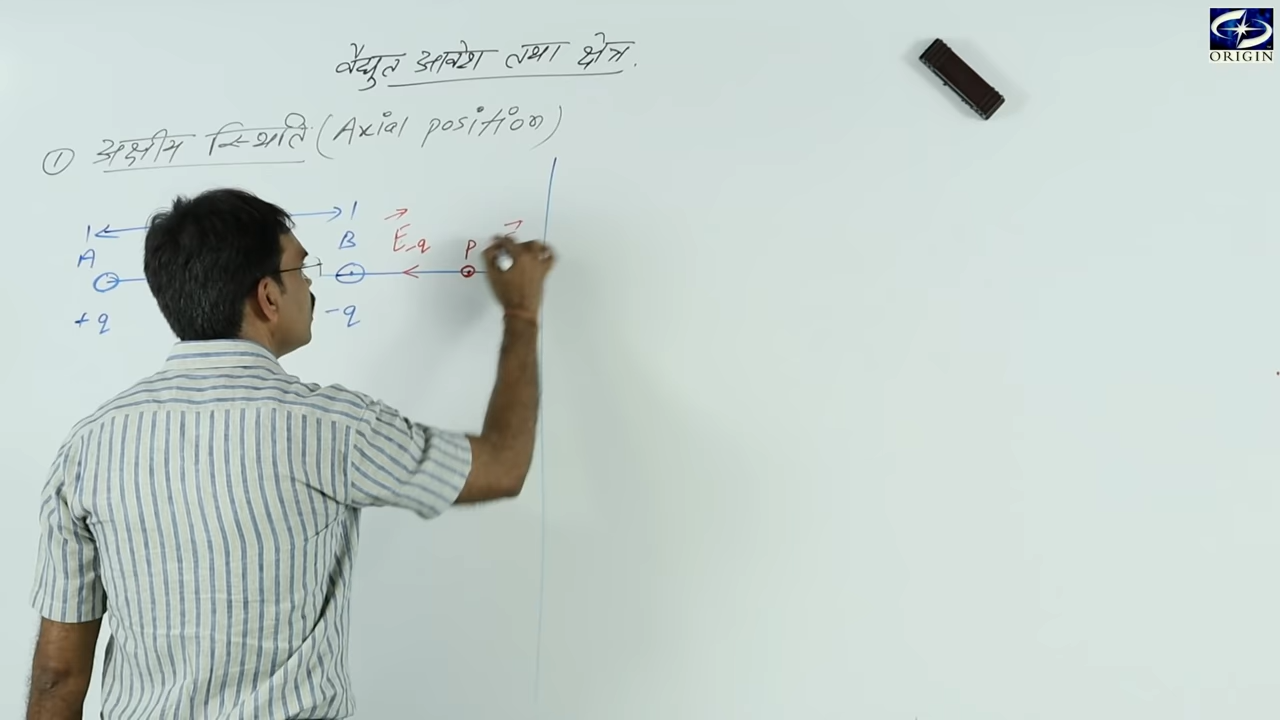 वैद्युत आवेश तथा क्षेत्र.
① अक्षीय स्थिति (Axial position)
A B E-q P E
+q -q
ORIGIN